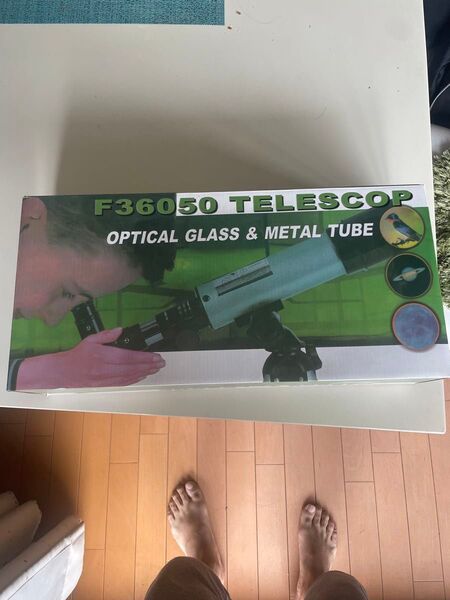 F36050 TELESCOP
OPTICAL GLASS & METAL TUBE